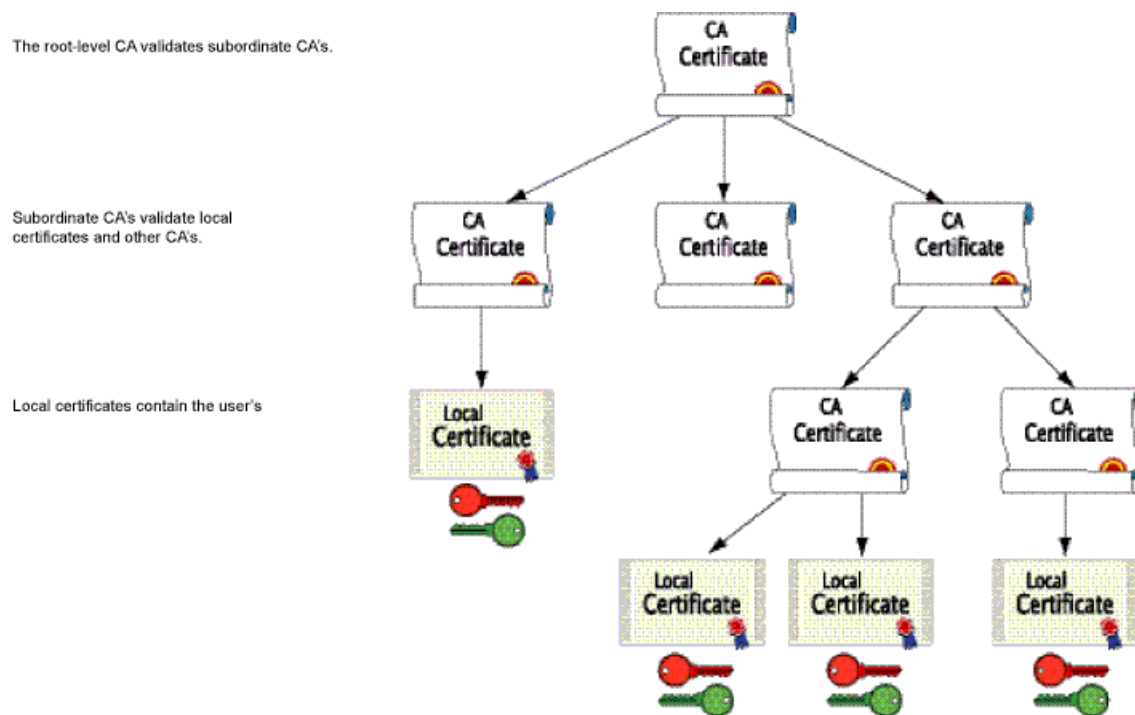 The root-level CA validates subordinate CA's.
CA
Certificate
Subordinate CA's validate local
certificates and other CA's.
CA
Certificate
CA
Certificate
CA
Certificate
Local certificates contain the user's
Local
Certificate
CA
Certificate
CA
Certificate
Local
Certificate
Local
Certificate
Local
Certificate